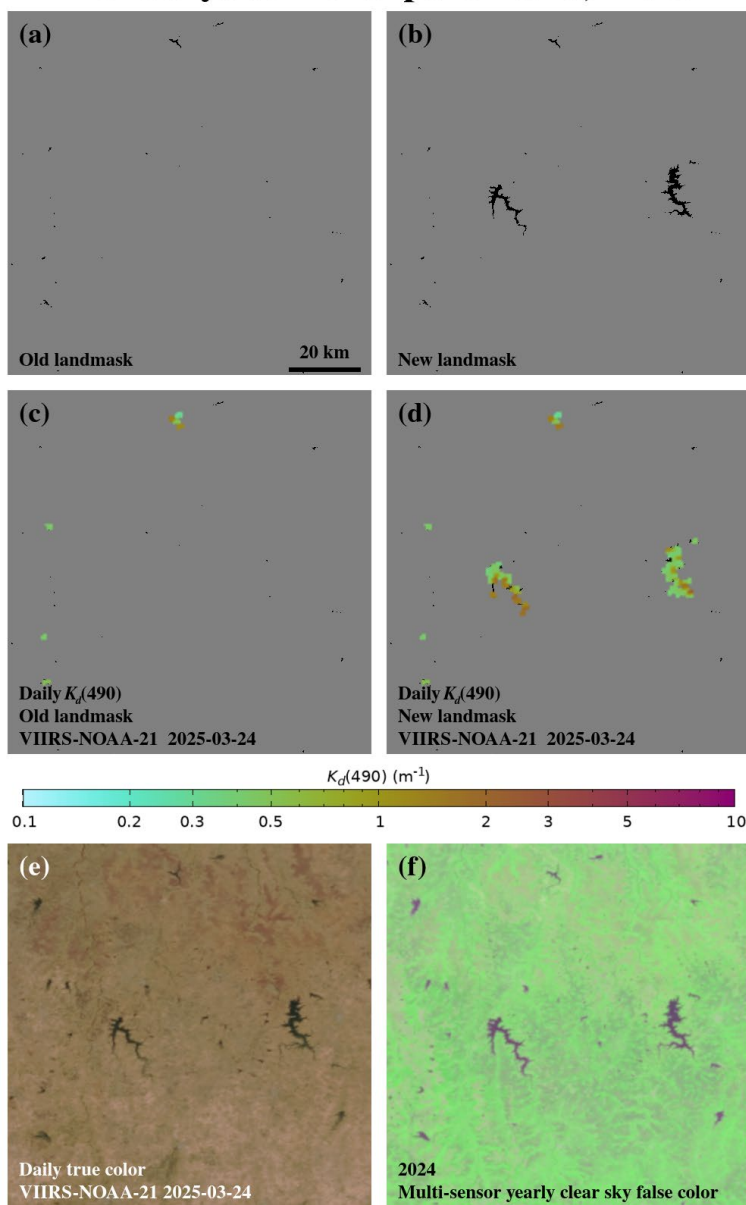 (a)
(b)
Old landmask
20 km
New landmask
(c)
(d)
Daily K_d(490)
Old landmask
VIIRS-NOAA-21 2025-03-24
Daily K_d(490)
New landmask
VIIRS-NOAA-21 2025-03-24
K_d(490) (m⁻¹)
0.1 0.2 0.3 0.5 1 2 3 5 10
(e)
(f)
Daily true color
VIIRS-NOAA-21 2025-03-24
2024
Multi-sensor yearly clear sky false color